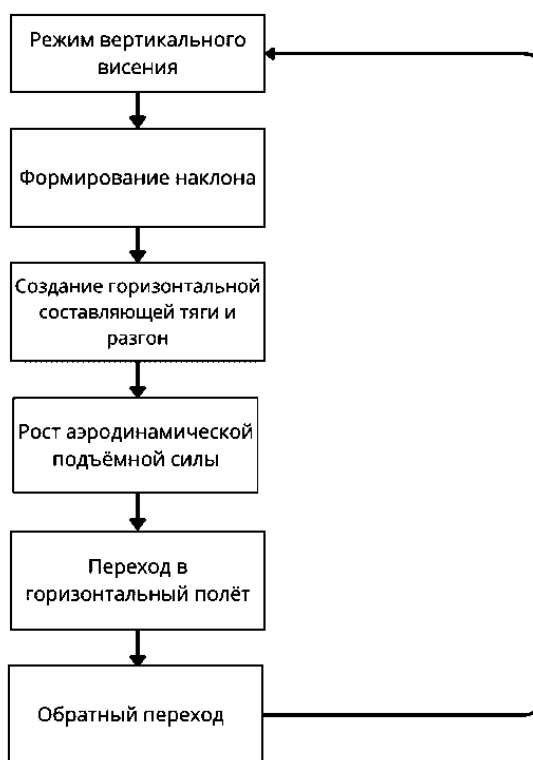 Режим вертикального
висения
Формирование наклона
Создание горизонтальной
составляющей тяги и
разгон
Рост аэродинамической
подъёмной силы
Переход в
горизонтальный полёт
Обратный переход